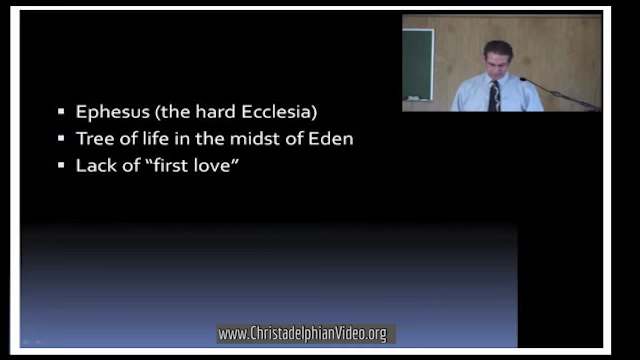 ▪ Ephesus (the hard Ecclesia)
▪ Tree of life in the midst of Eden
▪ Lack of “first love”
www.ChristadelphianVideo.org